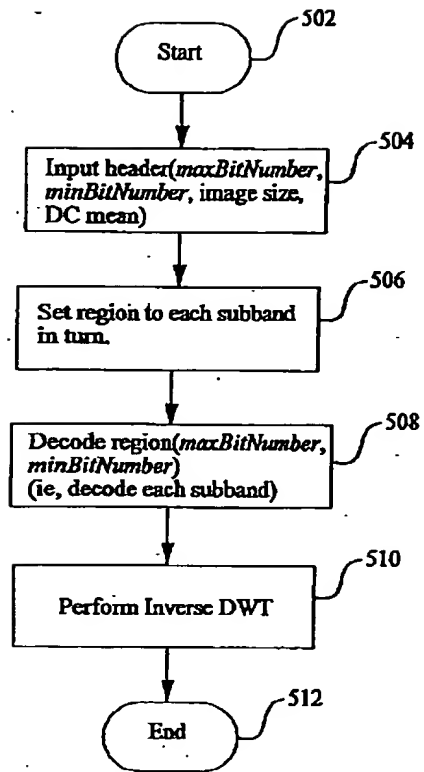 502
Start
504
Input header(maxBitNumber,
minBitNumber, image size,
DC mean)
506
Set region to each subband
in turn.
508
Decode region(maxBitNumber,
minBitNumber)
(ie, decode each subband)
510
Perform Inverse DWT
512
End